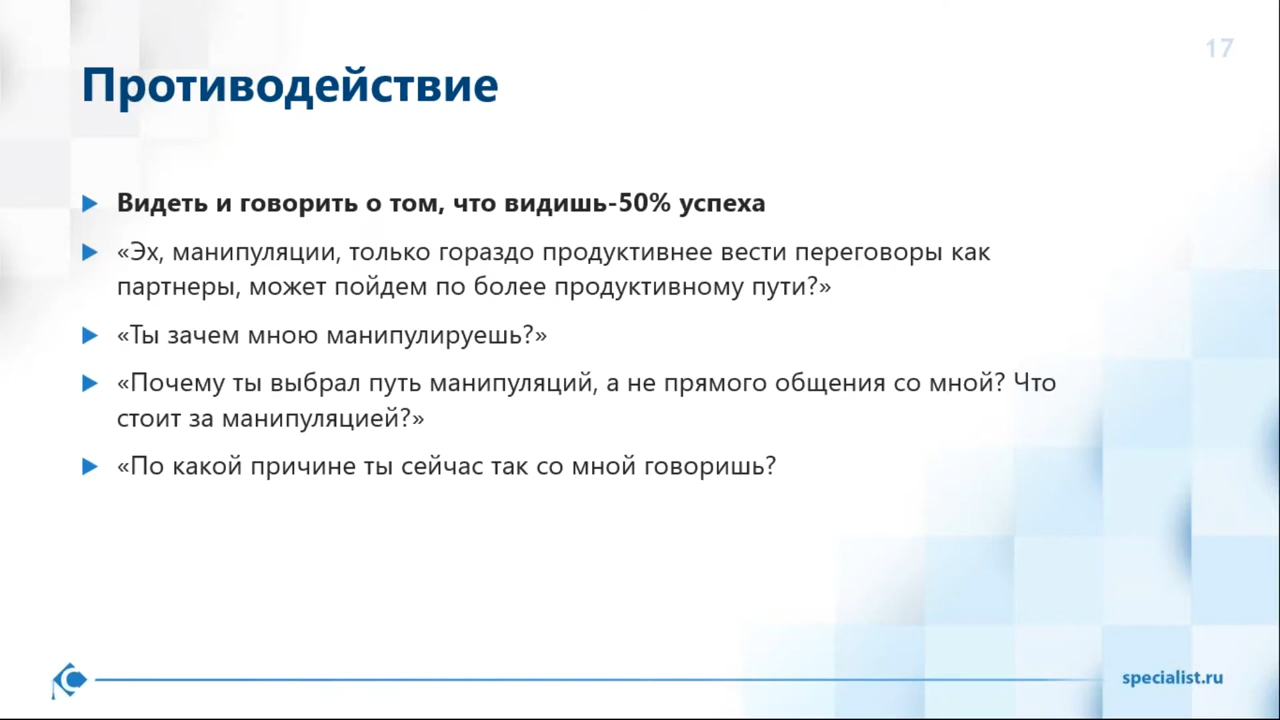 17
Противодействие
Видеть и говорить о том, что видишь-50% успеха
«Эх, манипуляции, только гораздо продуктивнее вести переговоры как
партнеры, может пойдем по более продуктивному пути?»
«Ты зачем мною манипулируешь?»
«Почему ты выбрал путь манипуляций, а не прямого общения со мной? Что
стоит за манипуляцией?»
«По какой причине ты сейчас так со мной говоришь?
specialist.ru